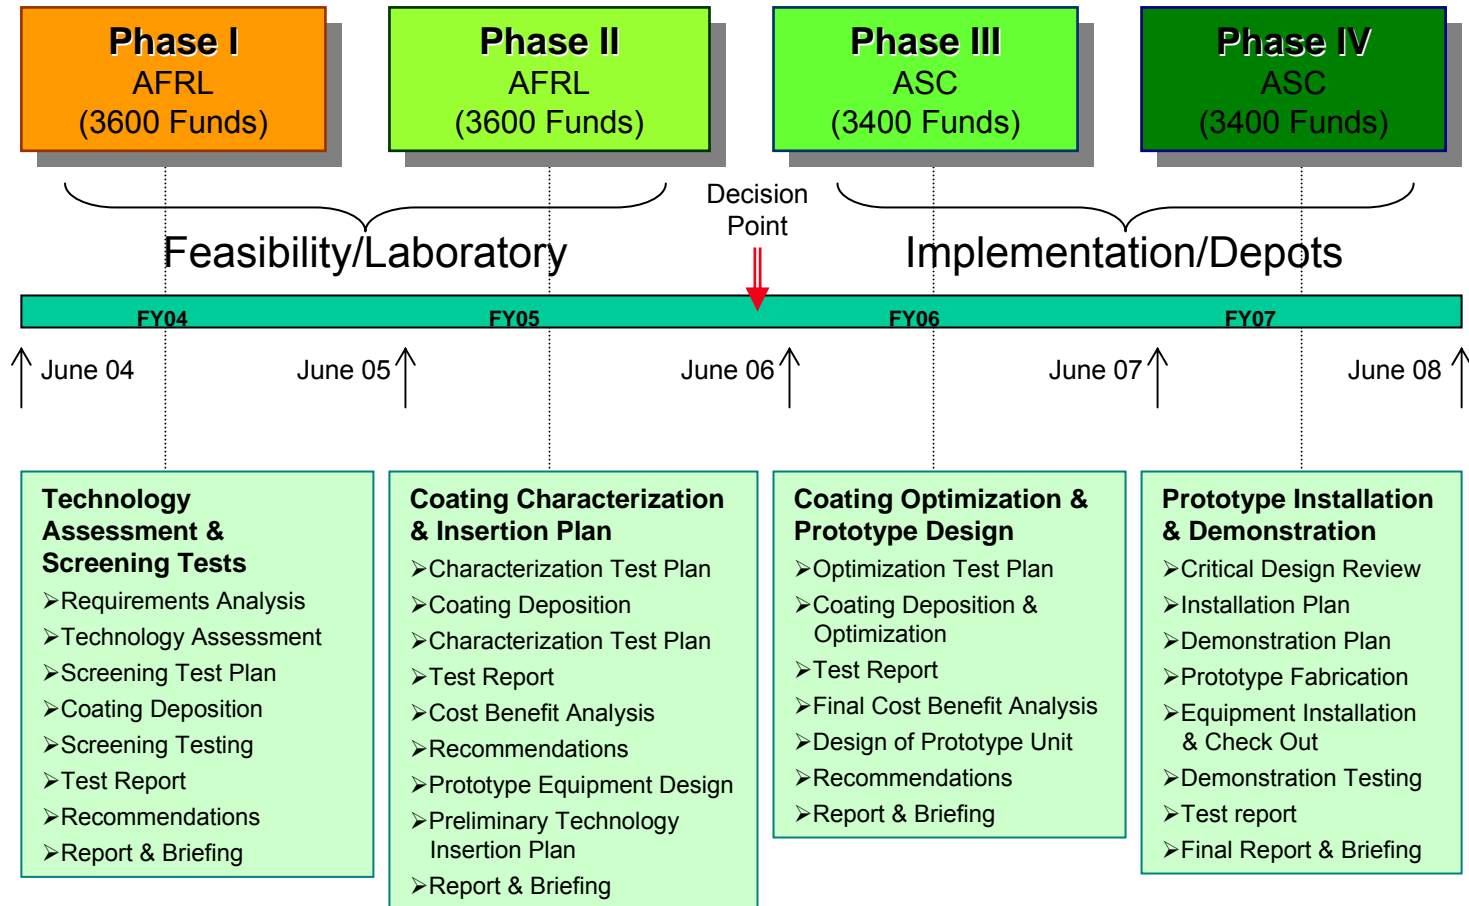 Phase I
AFRL
(3600 Funds)
Phase II
AFRL
(3600 Funds)
Phase III
ASC
(3400 Funds)
Phase IV
ASC
(3400 Funds)
Decision
Point
Feasibility/Laboratory
Implementation/Depots
FY04
FY05
FY06
FY07
June 04
June 05
June 06
June 07
June 08
Technology
Assessment &
Screening Tests
➢Requirements Analysis
➢Technology Assessment
➢Screening Test Plan
➢Coating Deposition
➢Screening Testing
➢Test Report
➢Recommendations
➢Report & Briefing
Coating Characterization
& Insertion Plan
➢Characterization Test Plan
➢Coating Deposition
➢Characterization Test Plan
➢Test Report
➢Cost Benefit Analysis
➢Recommendations
➢Prototype Equipment Design
➢Preliminary Technology
Insertion Plan
➢Report & Briefing
Coating Optimization &
Prototype Design
➢Optimization Test Plan
➢Coating Deposition &
Optimization
➢Test Report
➢Final Cost Benefit Analysis
➢Design of Prototype Unit
➢Recommendations
➢Report & Briefing
Prototype Installation
& Demonstration
➢Critical Design Review
➢Installation Plan
➢Demonstration Plan
➢Prototype Fabrication
➢Equipment Installation
& Check Out
➢Demonstration Testing
➢Test report
➢Final Report & Briefing